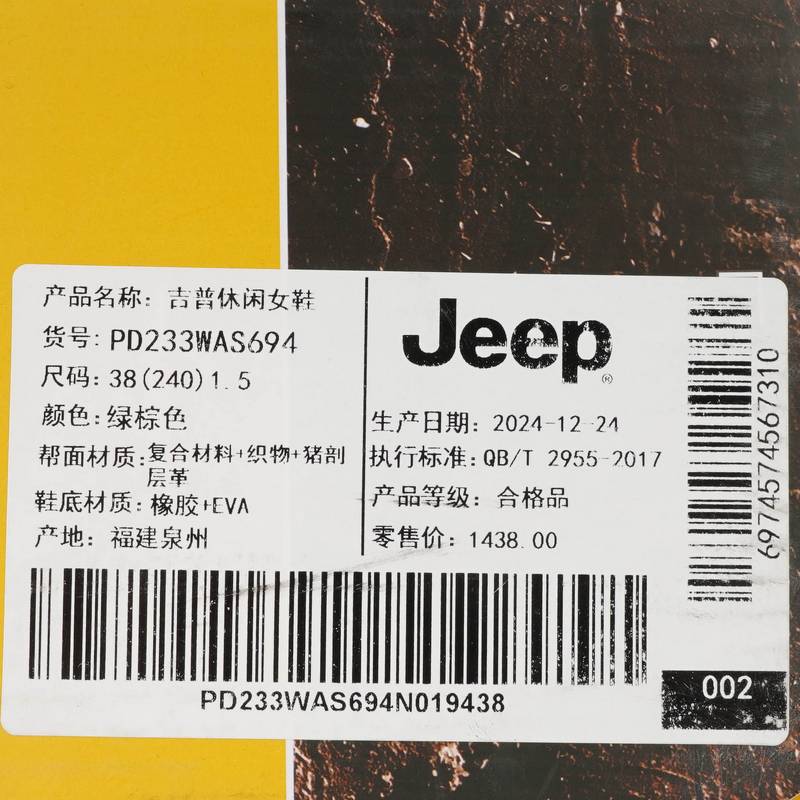 产品名称: 吉普休闲女鞋
货号: PD233WAS694
尺码: 38(240)1.5
颜色: 绿棕色
帮面材质: 复合材料+织物+猪剖
层革
鞋底材质: 橡胶+EVA
产地: 福建泉州
Jeep®
生产日期: 2024-12-24
执行标准: QB/T 2955-2017
产品等级: 合格品
零售价: 1438.00
6974574567310
PD233WAS694N019438
002